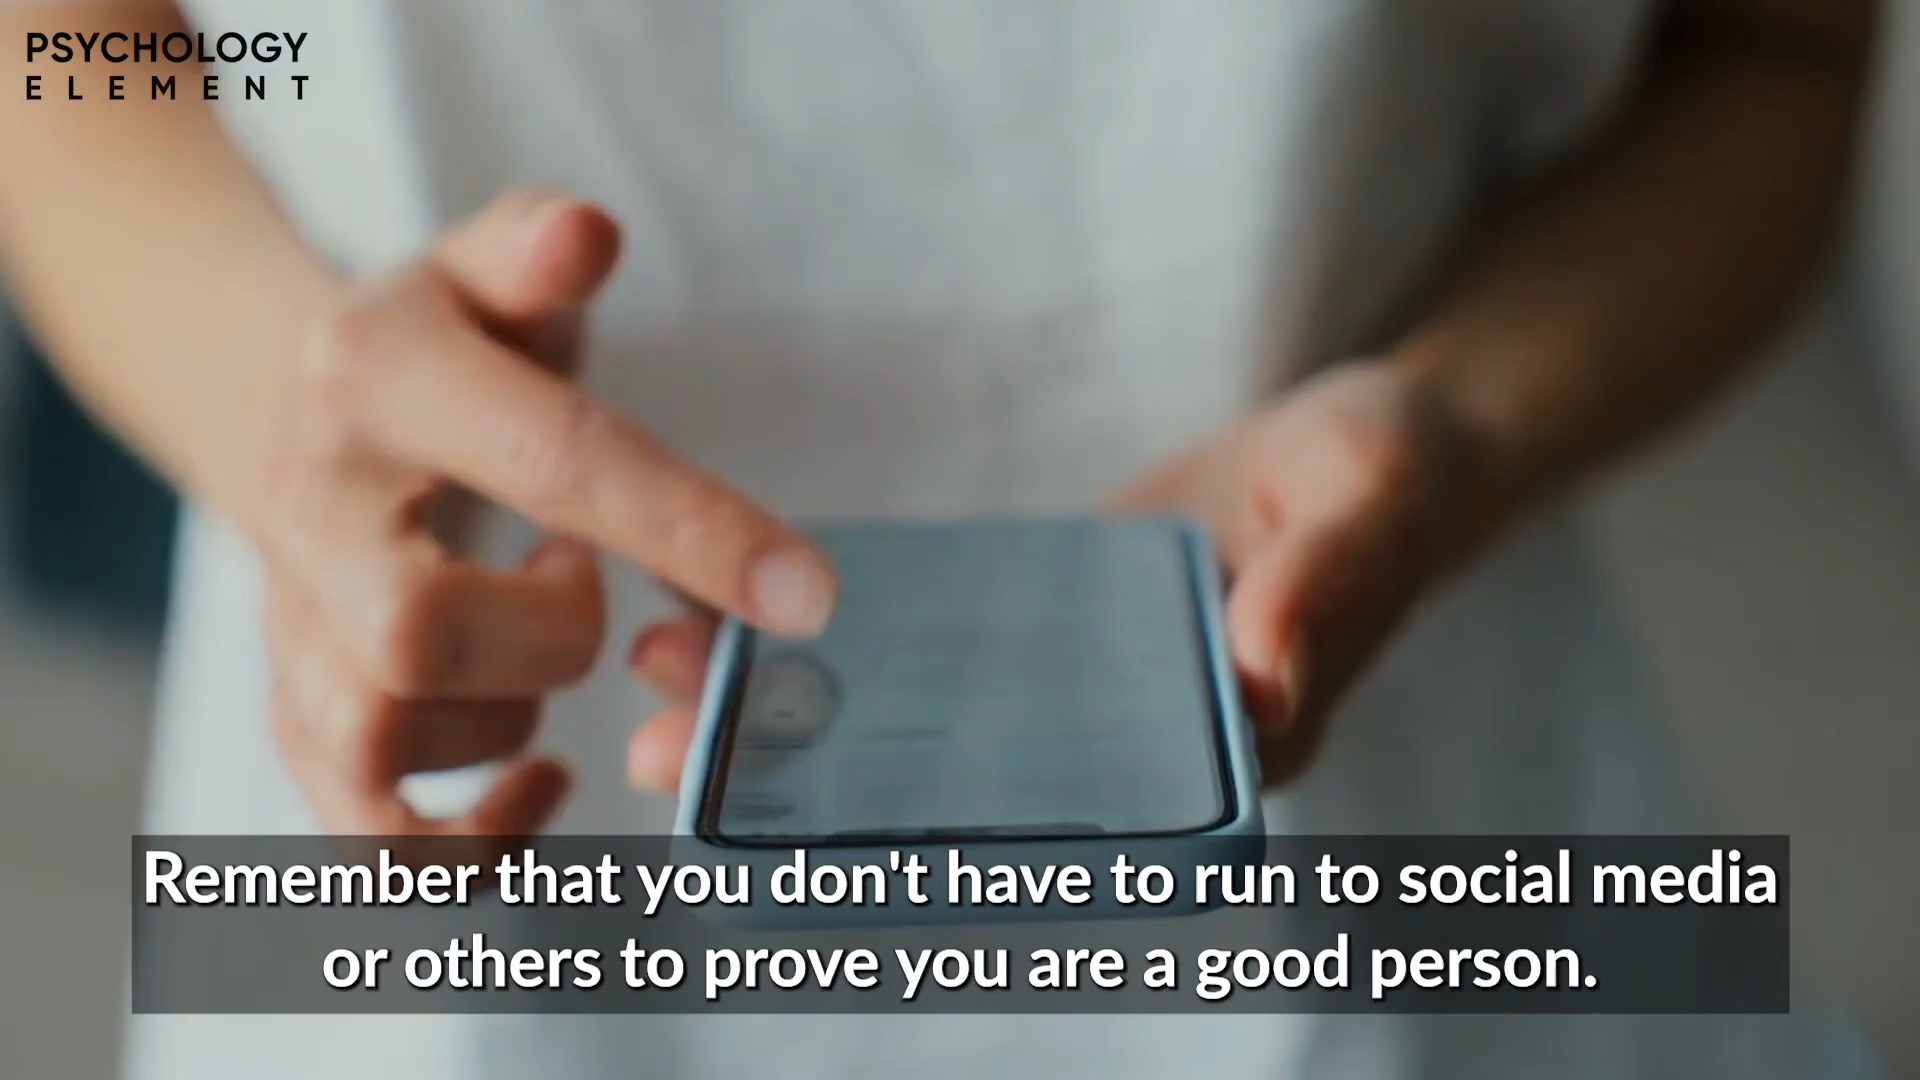 PSYCHOLOGY
ELEMENT
Remember that you don't have to run to social media
or others to prove you are a good person.